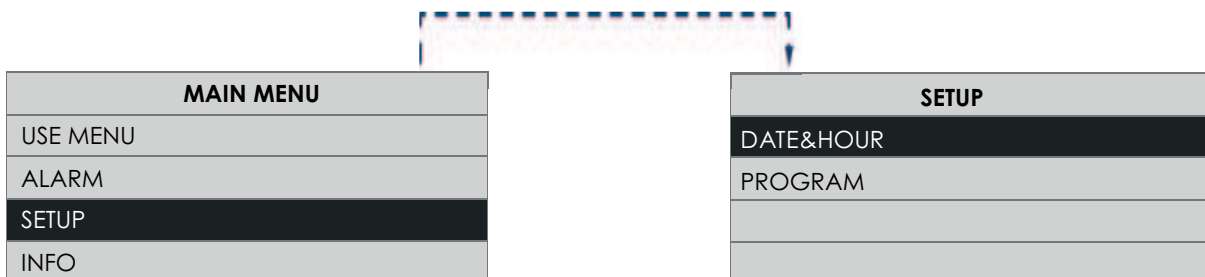 MAIN MENU
USE MENU
ALARM
SETUP
INFO
SETUP
DATE&HOUR
PROGRAM